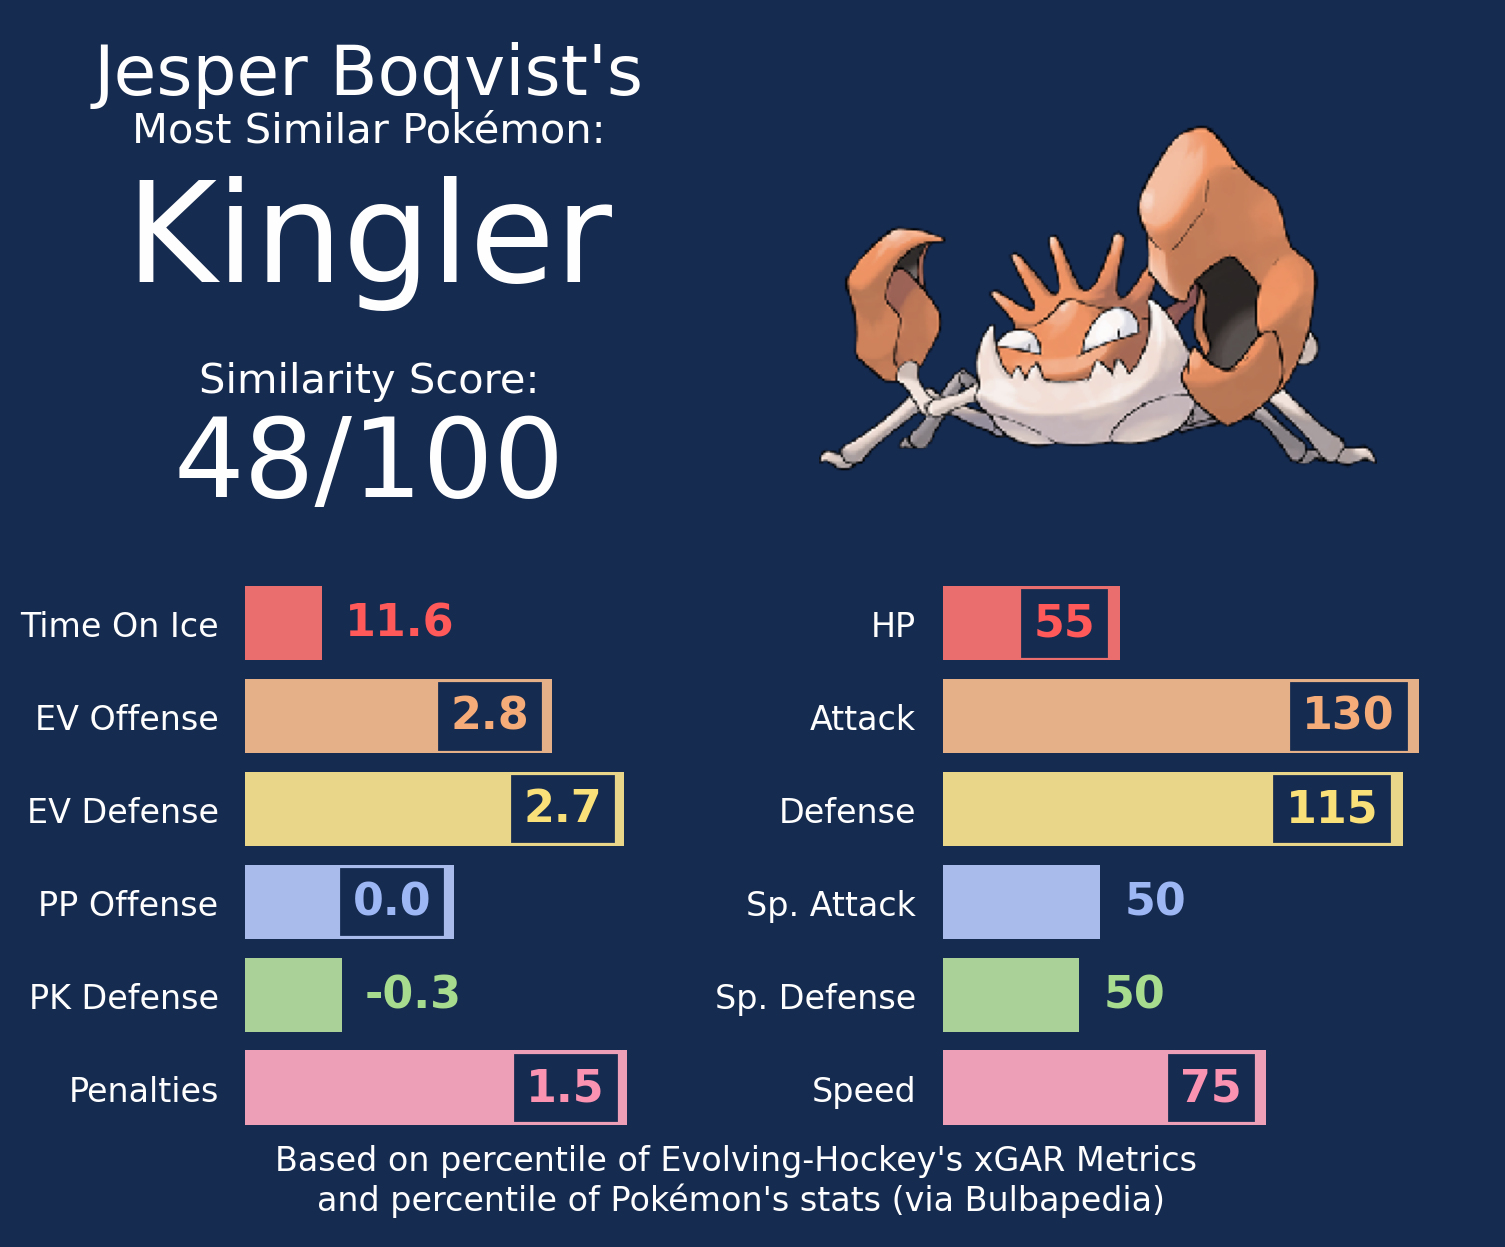 Jesper Boqvist's
Most Similar Pokémon:
Kingler
Similarity Score:
48/100
Time On Ice 11.6
EV Offense 2.8
EV Defense 2.7
PP Offense 0.0
PK Defense -0.3
Penalties 1.5
HP 55
Attack 130
Defense 115
Sp. Attack 50
Sp. Defense 50
Speed 75
Based on percentile of Evolving-Hockey's xGAR Metrics
and percentile of Pokémon's stats (via Bulbapedia)